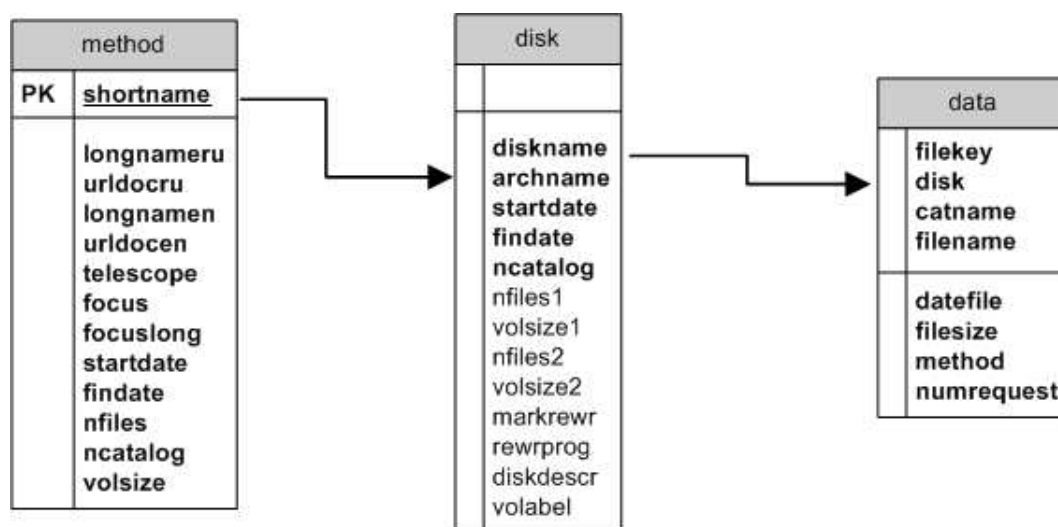 method
PK shortname
longnameru
urldocru
longnamen
urldocen
telescope
focus
focuslong
startdate
findate
nfiles
ncatalog
volsize
disk
diskname
archname
startdate
findate
ncatalog
nfiles1
volsize1
nfiles2
volsize2
markrewr
rewrprog
diskdescr
volabel
data
filekey
disk
catname
filename
datefile
filesize
method
numrequest